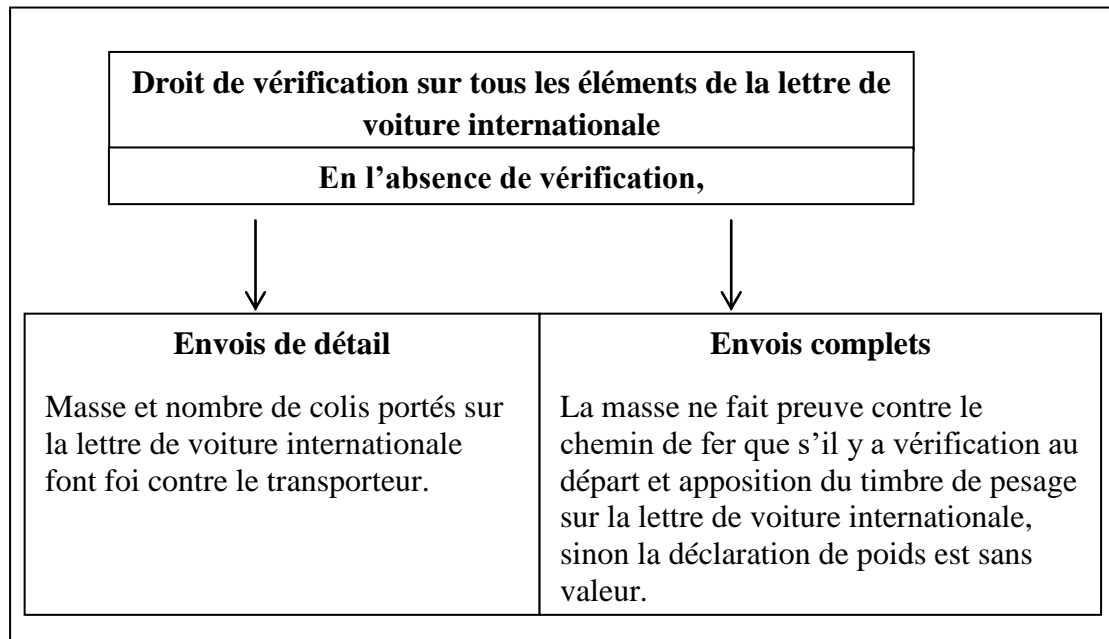 Droit de vérification sur tous les éléments de la lettre de
voiture internationale
En l’absence de vérification,
Envois de détail
Masse et nombre de colis portés sur
la lettre de voiture internationale
font foi contre le transporteur.
Envois complets
La masse ne fait preuve contre le
chemin de fer que s’il y a vérification au
départ et apposition du timbre de pesage
sur la lettre de voiture internationale,
sinon la déclaration de poids est sans
valeur.